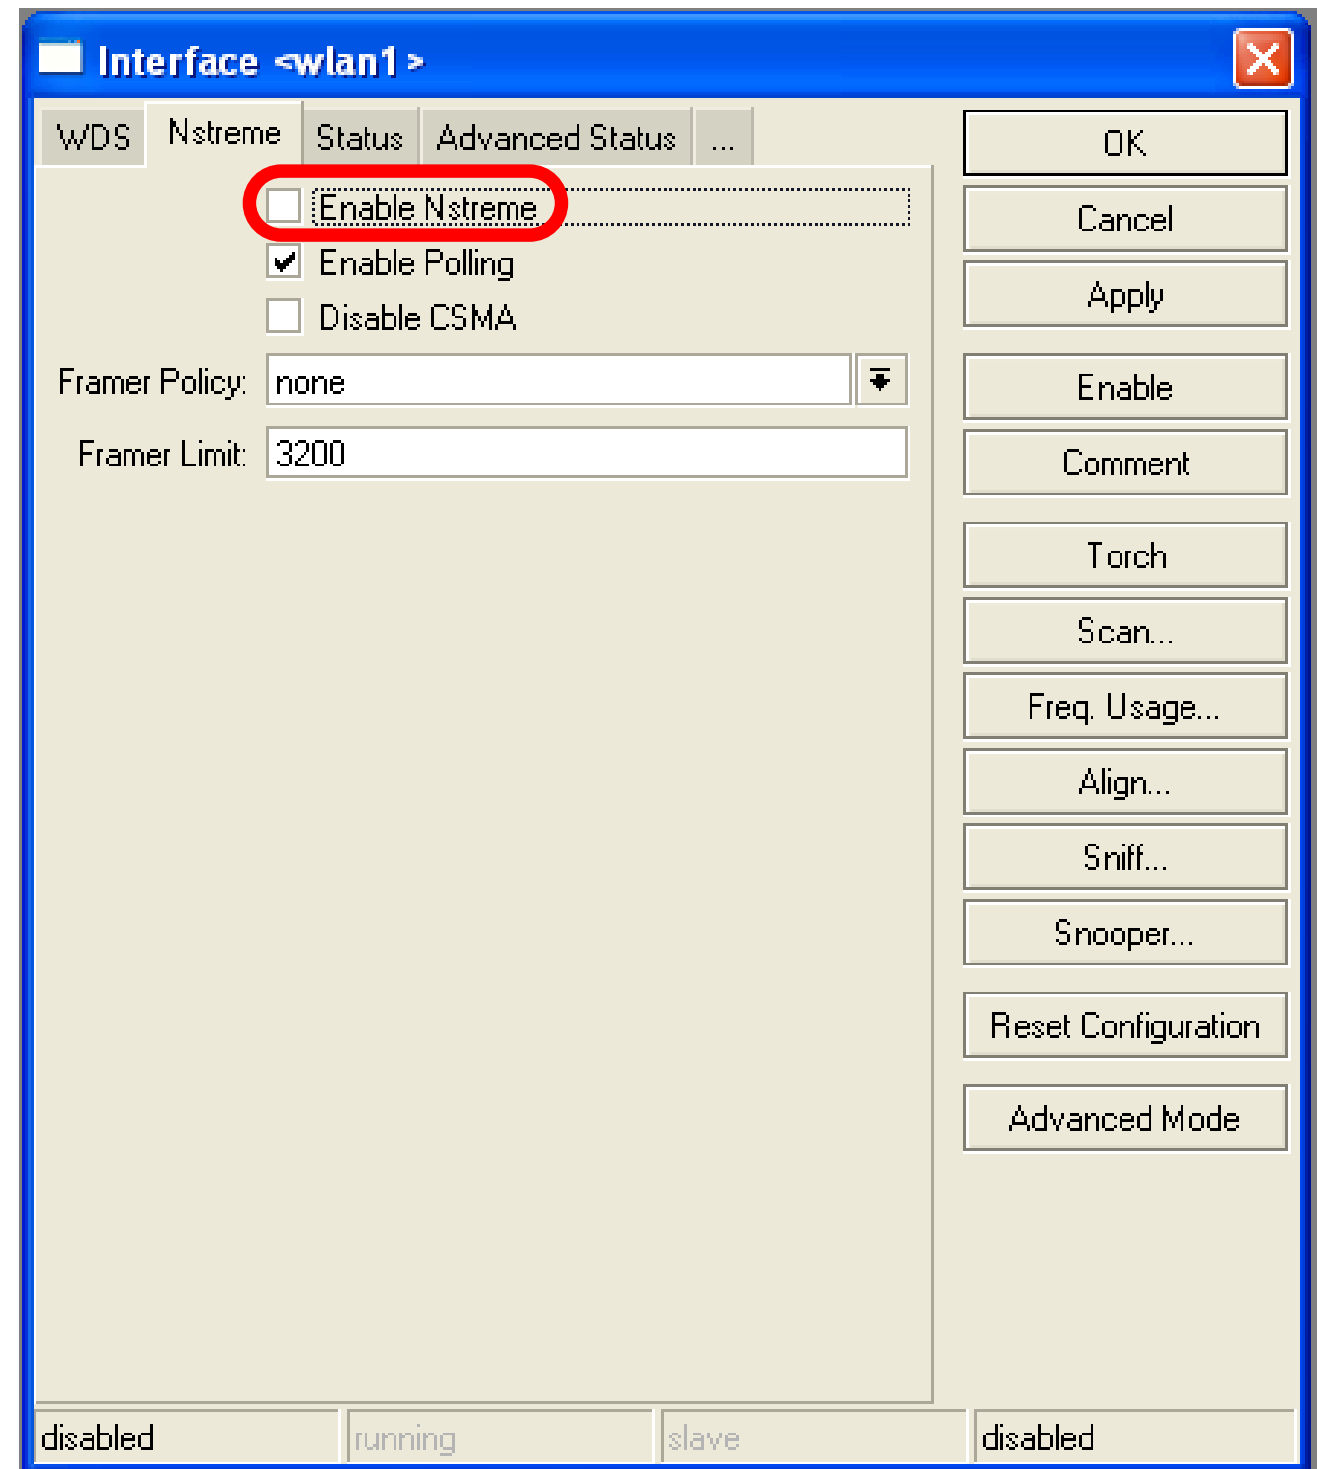 Interface <wlan1>
WDS Nstreme Status Advanced Status ...
Enable Nstreme
Enable Polling
Disable CSMA
Framer Policy: none
Framer Limit: 3200
OK
Cancel
Apply
Enable
Comment
Torch
Scan...
Freq. Usage...
Align...
Sniff...
Snooper...
Reset Configuration
Advanced Mode
disabled running slave disabled